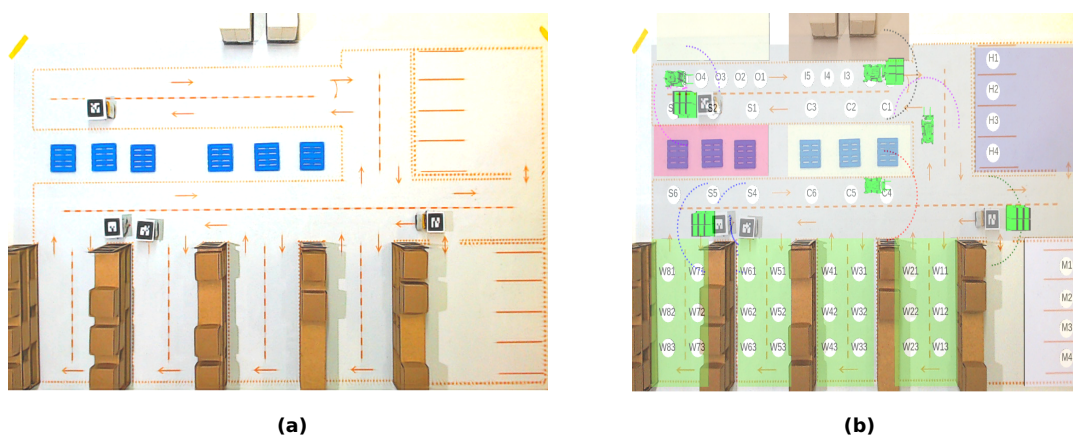 O4 O3 O2 O1 I5 I4 I3
S2 S1 C3 C2 C1
S6 S5 S4 C6 C5 C4
H1
H2
H3
H4
W81 W61 W51 W41 W31 W21 W11
W82 W72 W62 W52 W42 W32 W22 W12
W83 W73 W63 W53 W43 W33 W23 W13
M1
M2
M3
M4
(a) (b)